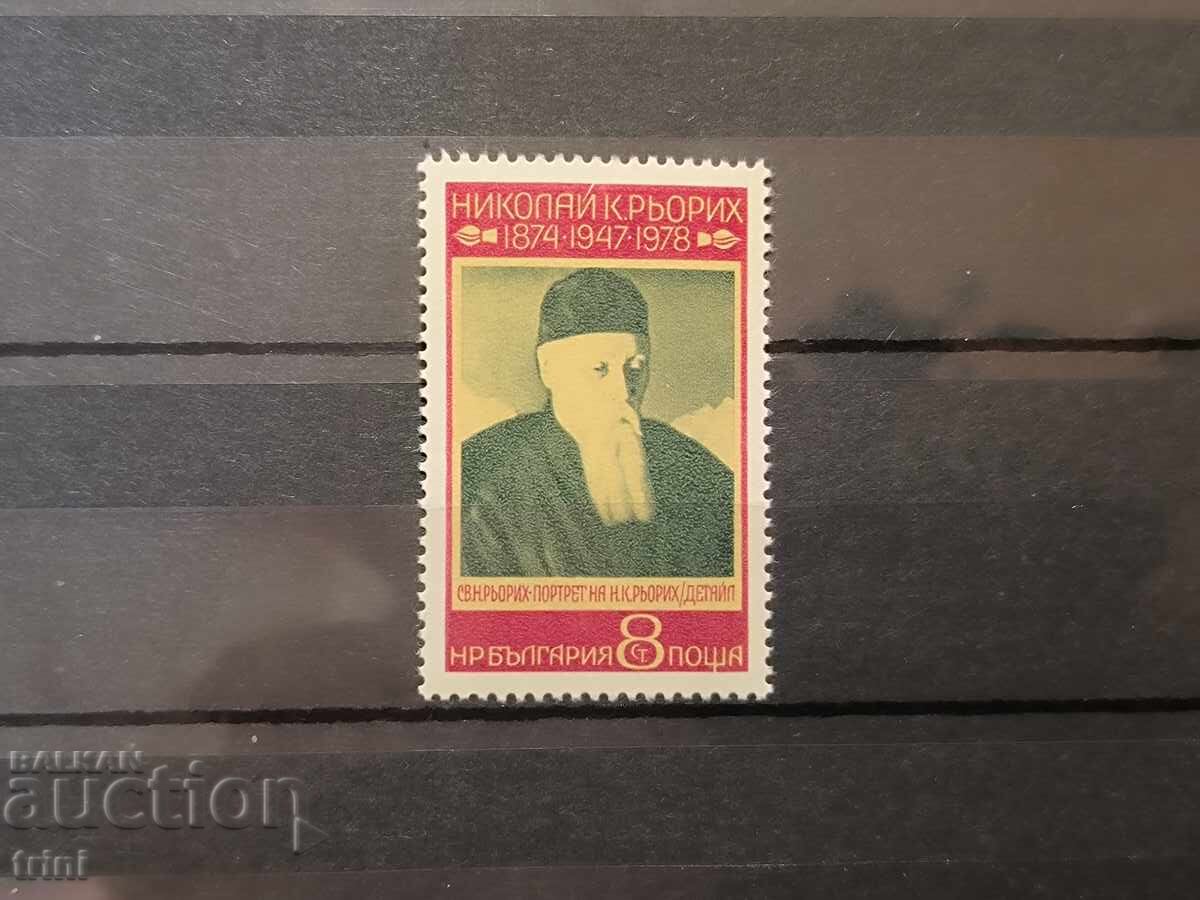 НИКОЛАЙ К. РЬОРИХ
1874·1947·1978
СВ.Н.РЬОРИХ·ПОРТРЕТ НА Н.К.РЬОРИХ/ДЕТАЙЛ
НР БЪЛГАРИЯ 8 СТ. ПОЩА
BALKAN
auction
trini